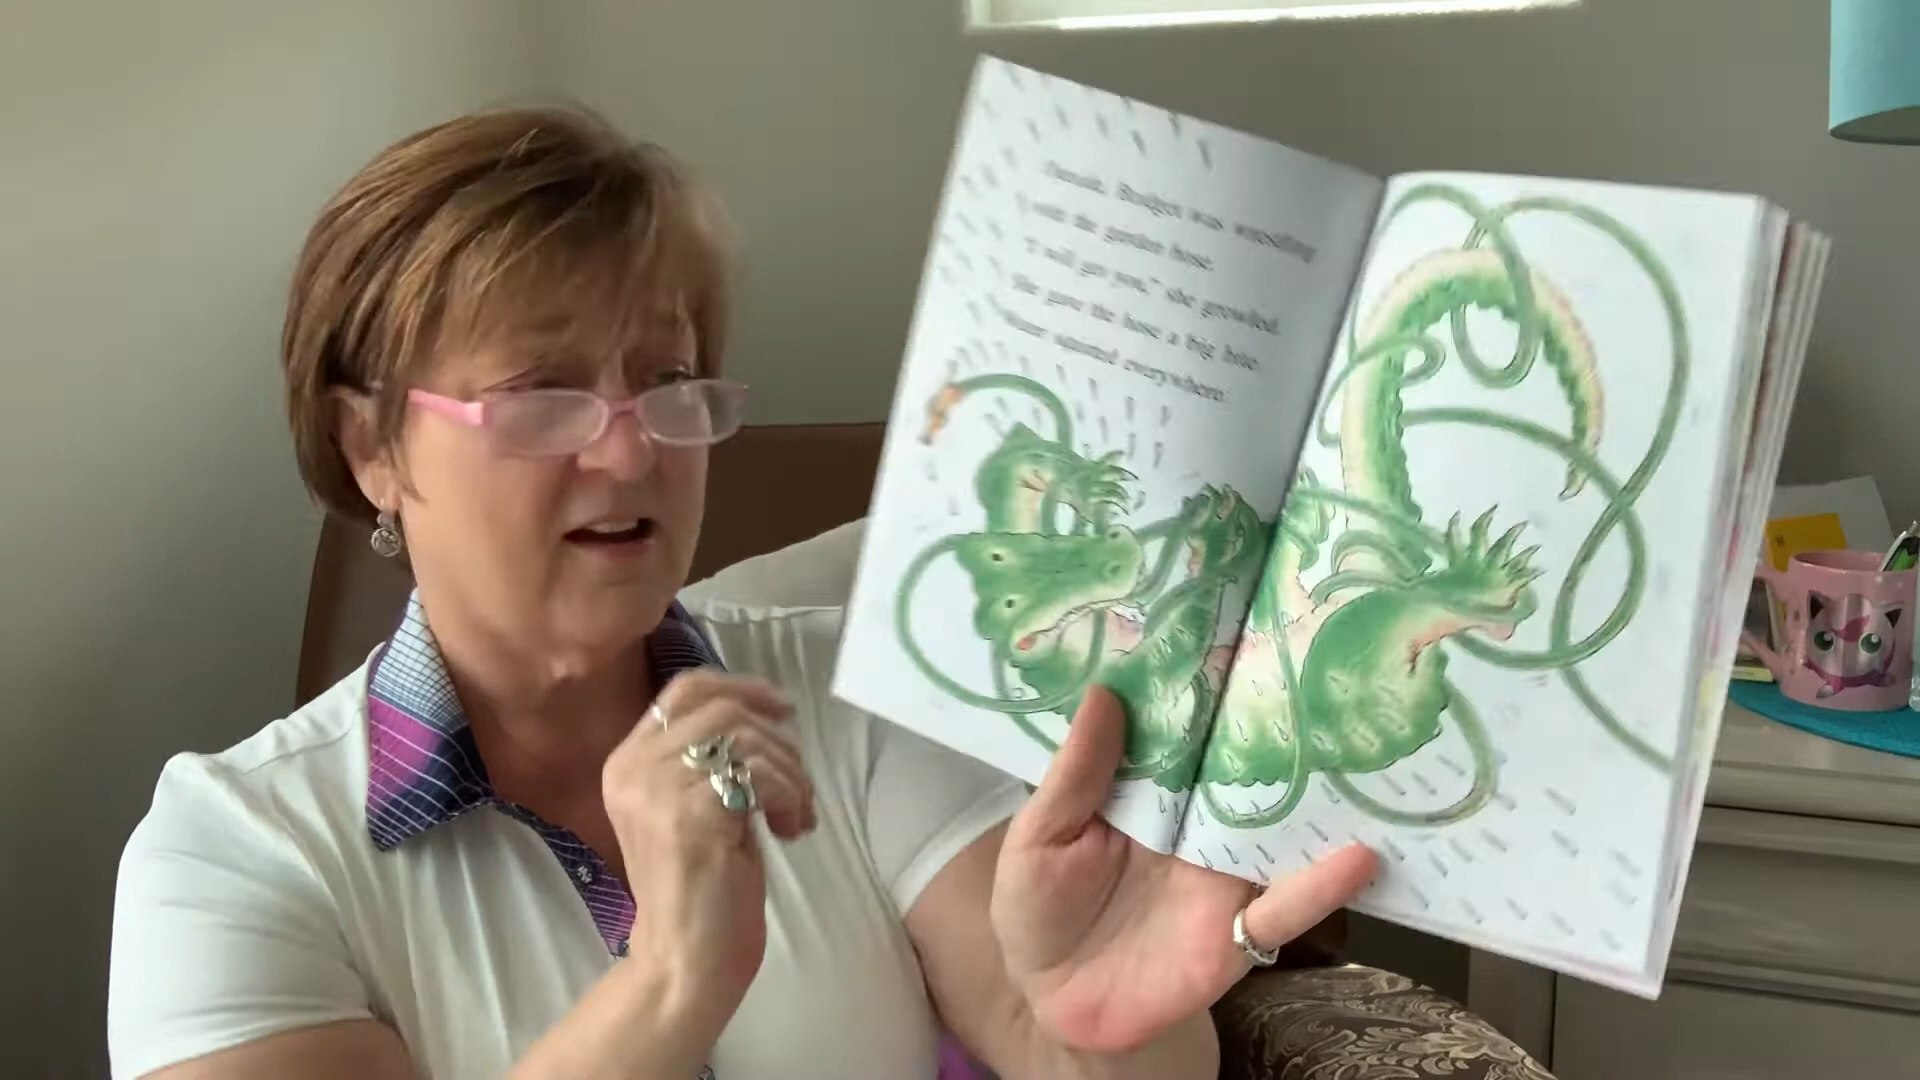 Outside, Bridget was wrestling
with the garden hose.
"I will get you," she growled.
She gave the hose a big bite.
Water squirted everywhere.